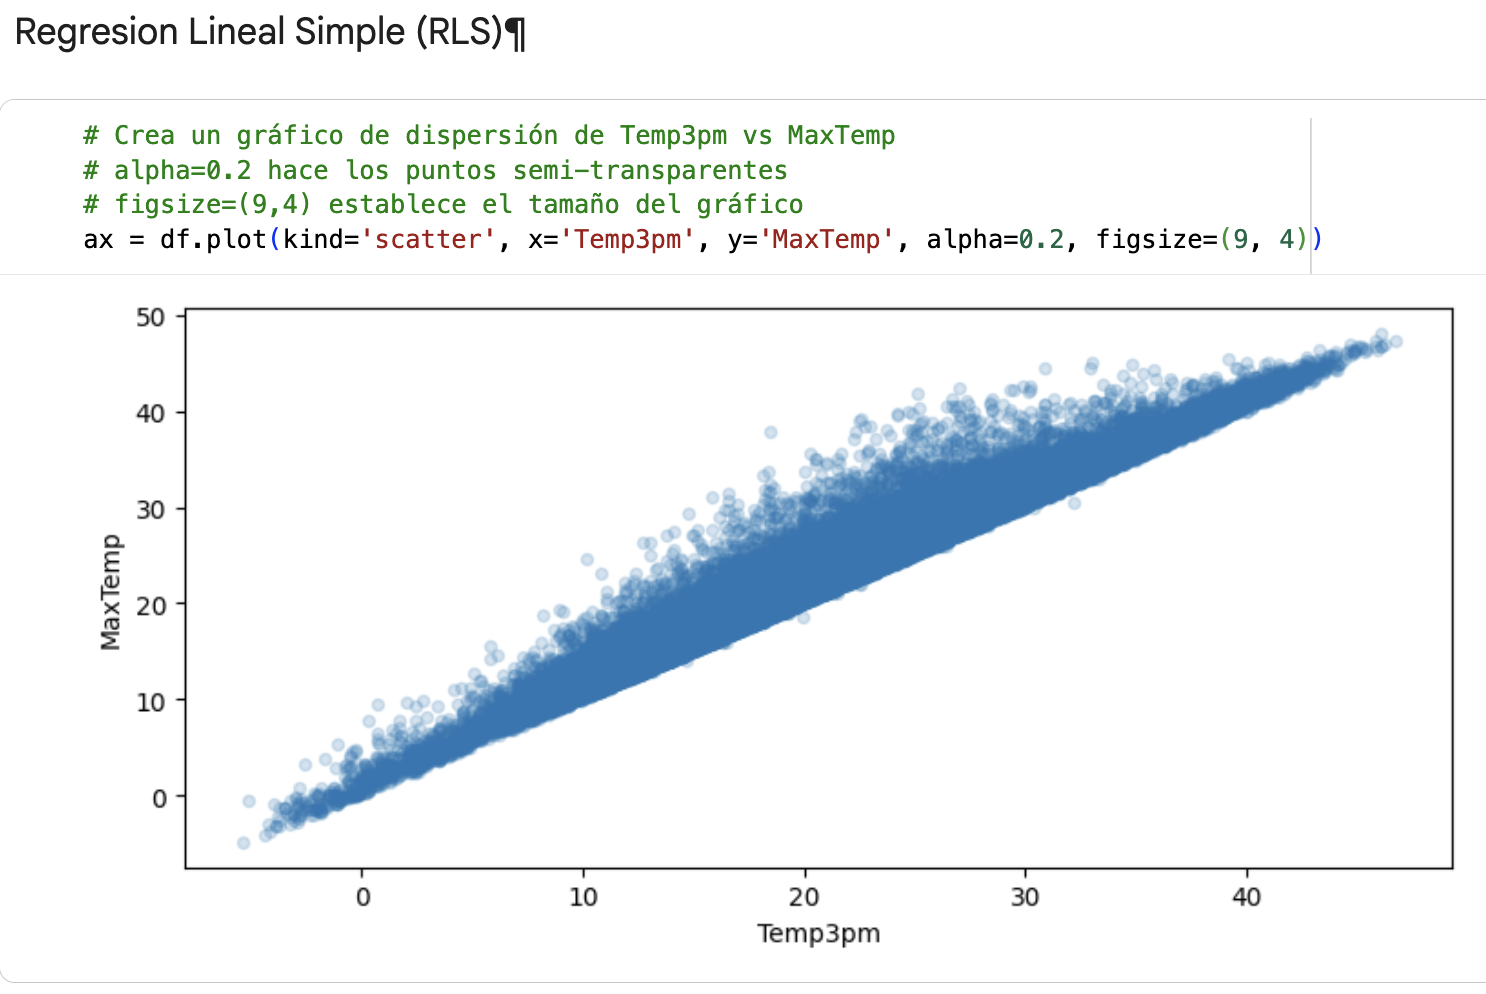 Regresion Lineal Simple (RLS)¶
# Crea un gráfico de dispersión de Temp3pm vs MaxTemp
# alpha=0.2 hace los puntos semi-transparentes
# figsize=(9,4) establece el tamaño del gráfico
ax = df.plot(kind='scatter', x='Temp3pm', y='MaxTemp', alpha=0.2, figsize=(9, 4))
50
40
30
20
10
0
MaxTemp
0 10 20 30 40
Temp3pm